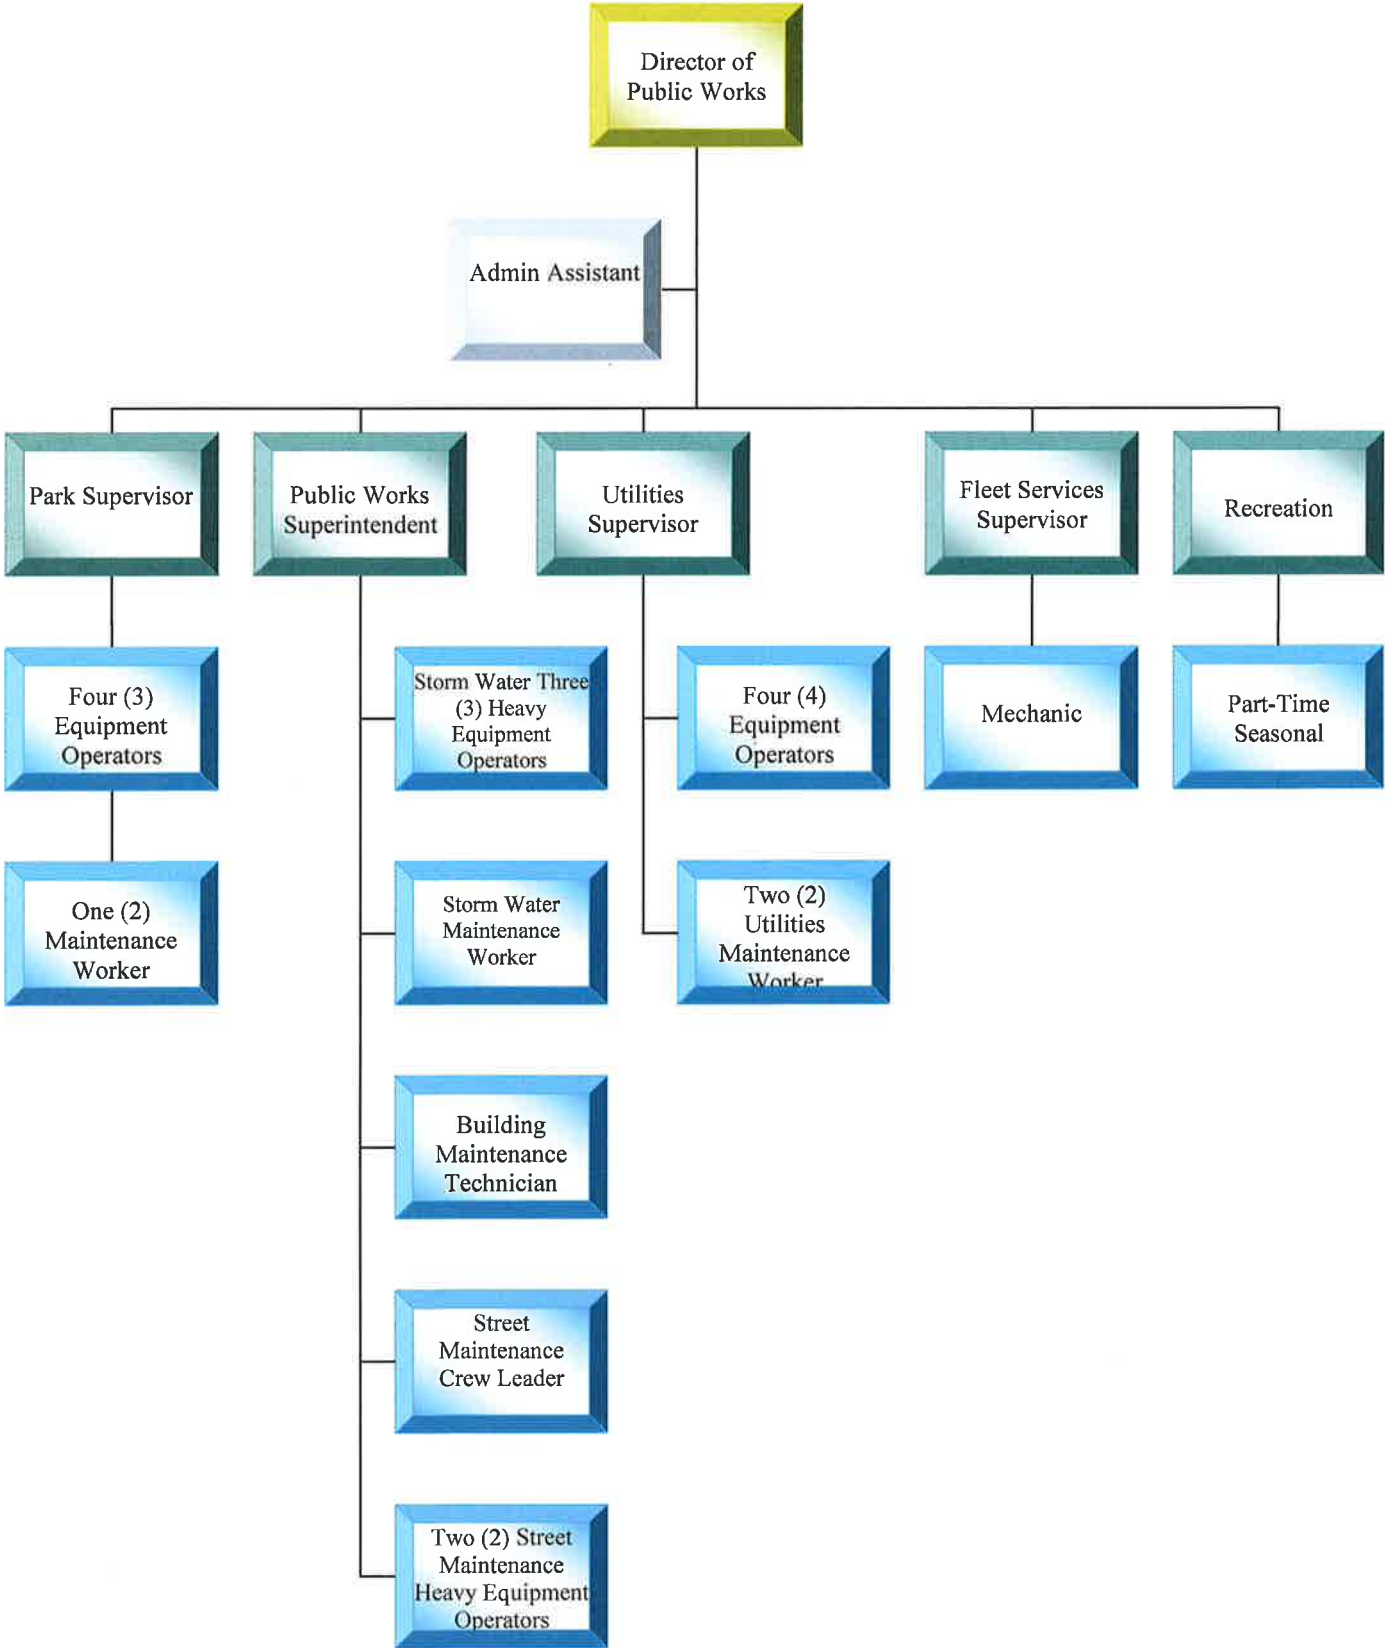 Director of
Public Works
Admin Assistant
Park Supervisor
Public Works
Superintendent
Utilities
Supervisor
Fleet Services
Supervisor
Recreation
Four (3)
Equipment
Operators
Storm Water Three
(3) Heavy
Equipment
Operators
Four (4)
Equipment
Operators
Mechanic
Part-Time
Seasonal
One (2)
Maintenance
Worker
Storm Water
Maintenance
Worker
Two (2)
Utilities
Maintenance
Worker
Building
Maintenance
Technician
Street
Maintenance
Crew Leader
Two (2) Street
Maintenance
Heavy Equipment
Operators